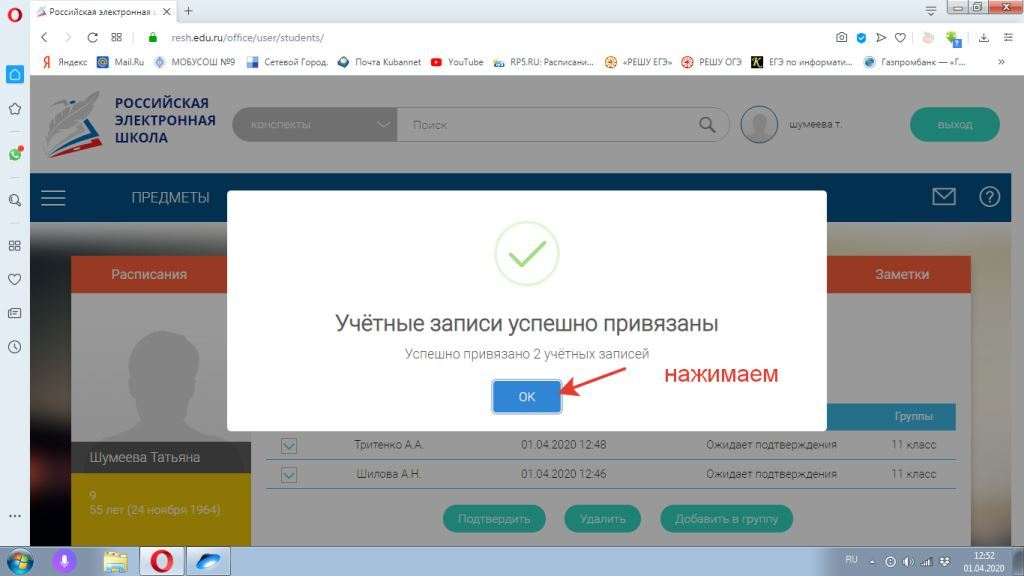 Российская электронная ш
resh.edu.ru/office/user/students/
Яндекс
Mail.Ru
МОБУСОШ №9
Сетевой Город.
Почта Kubannet
YouTube
RP5.RU: Расписани...
«РЕШУ ЕГЭ»
РЕШУ ОГЭ
ЕГЭ по информати...
Газпромбанк — «Г...
РОССИЙСКАЯ
ЭЛЕКТРОННАЯ
ШКОЛА
конспекты
Поиск
шумеева т.
выход
ПРЕДМЕТЫ
Расписания
Заметки
Учётные записи успешно привязаны
Успешно привязано 2 учётных записей
нажимаем
OK
Группы
Тритенко А.А. 01.04.2020 12:48 Ожидает подтверждения 11 класс
Шилова А.Н. 01.04.2020 12:46 Ожидает подтверждения 11 класс
Шумеева Татьяна
9
55 лет (24 ноября 1964)
Подтвердить
Удалить
Добавить в группу
RU
12:52
01.04.2020